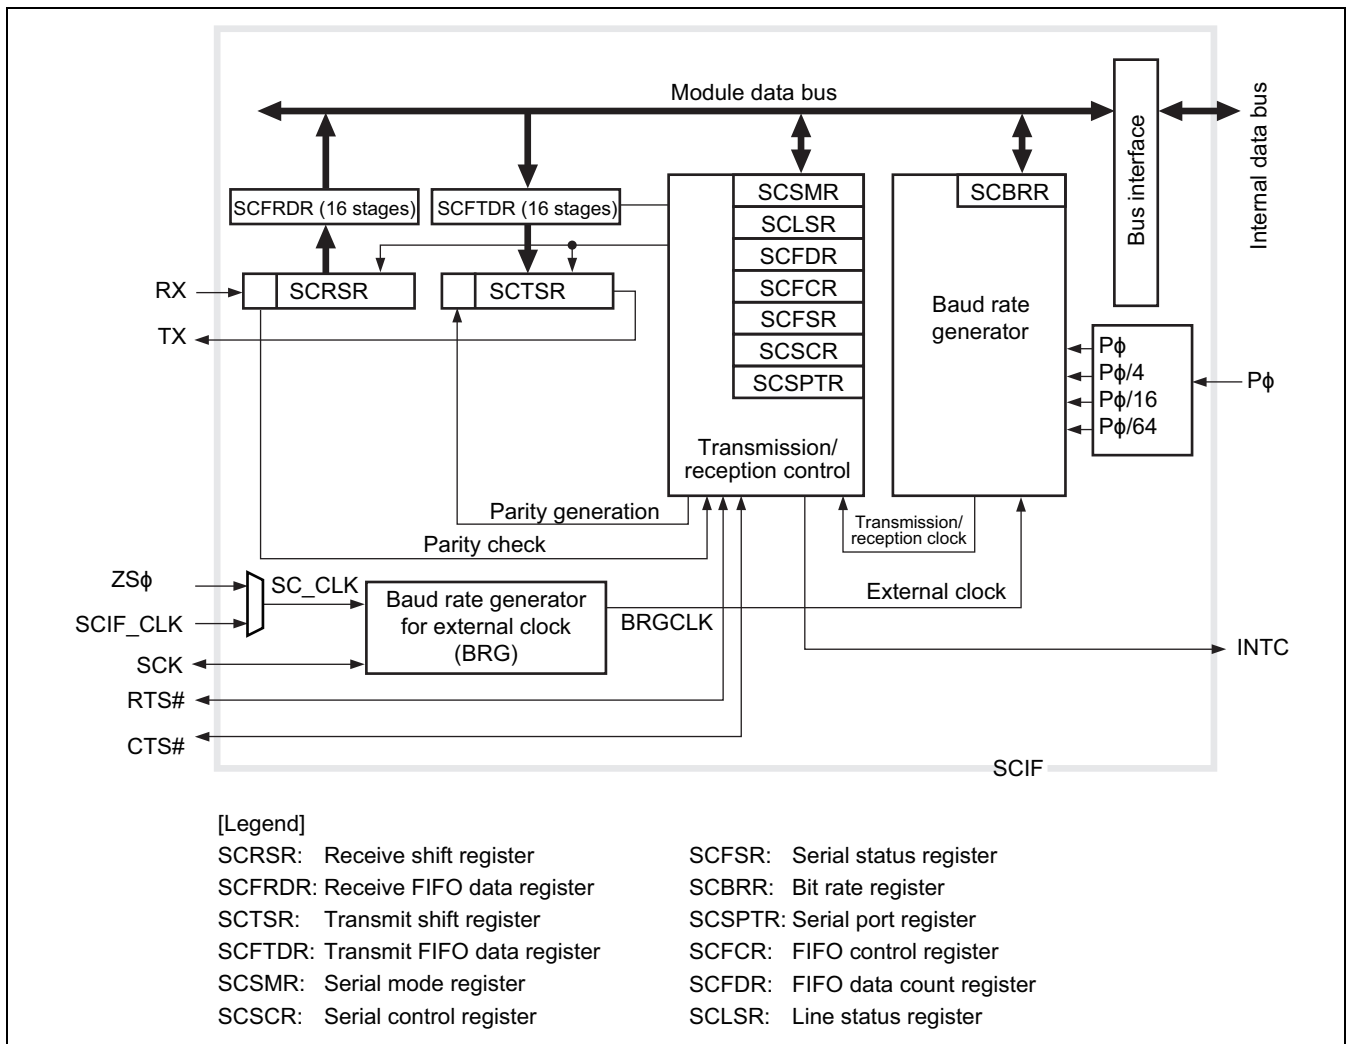 Module data bus
Bus interface
Internal data bus
SCFRDR (16 stages)
SCFTDR (16 stages)
SCSMR
SCLSR
SCFDR
SCFCR
SCFSR
SCSCR
SCSPTR
SCBRR
RX
SCRSR
SCTSR
TX
Baud rate
generator
Pϕ
Pϕ/4
Pϕ/16
Pϕ/64
Pϕ
Transmission/
reception control
Parity generation
Parity check
Transmission/
reception clock
ZSϕ
SC_CLK
SCIF_CLK
Baud rate generator
for external clock
(BRG)
BRGCLK
External clock
SCK
INTC
RTS#
CTS#
SCIF
[Legend]
SCRSR: Receive shift register
SCFRDR: Receive FIFO data register
SCTSR: Transmit shift register
SCFTDR: Transmit FIFO data register
SCSMR: Serial mode register
SCSCR: Serial control register
SCFSR: Serial status register
SCBRR: Bit rate register
SCSPTR: Serial port register
SCFCR: FIFO control register
SCFDR: FIFO data count register
SCLSR: Line status register